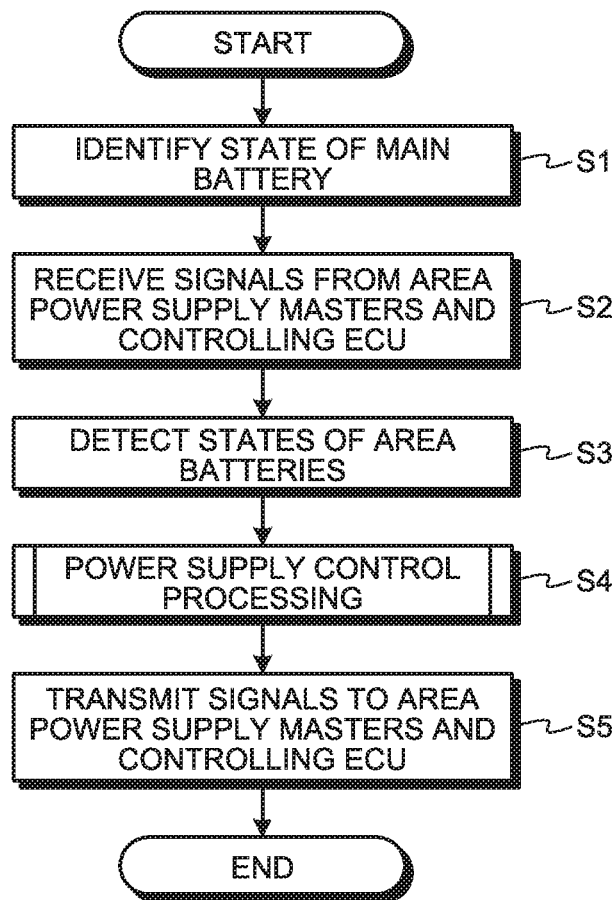 START
IDENTIFY STATE OF MAIN
BATTERY
S1
RECEIVE SIGNALS FROM AREA
POWER SUPPLY MASTERS AND
CONTROLLING ECU
S2
DETECT STATES OF AREA
BATTERIES
S3
POWER SUPPLY CONTROL
PROCESSING
S4
TRANSMIT SIGNALS TO AREA
POWER SUPPLY MASTERS AND
CONTROLLING ECU
S5
END